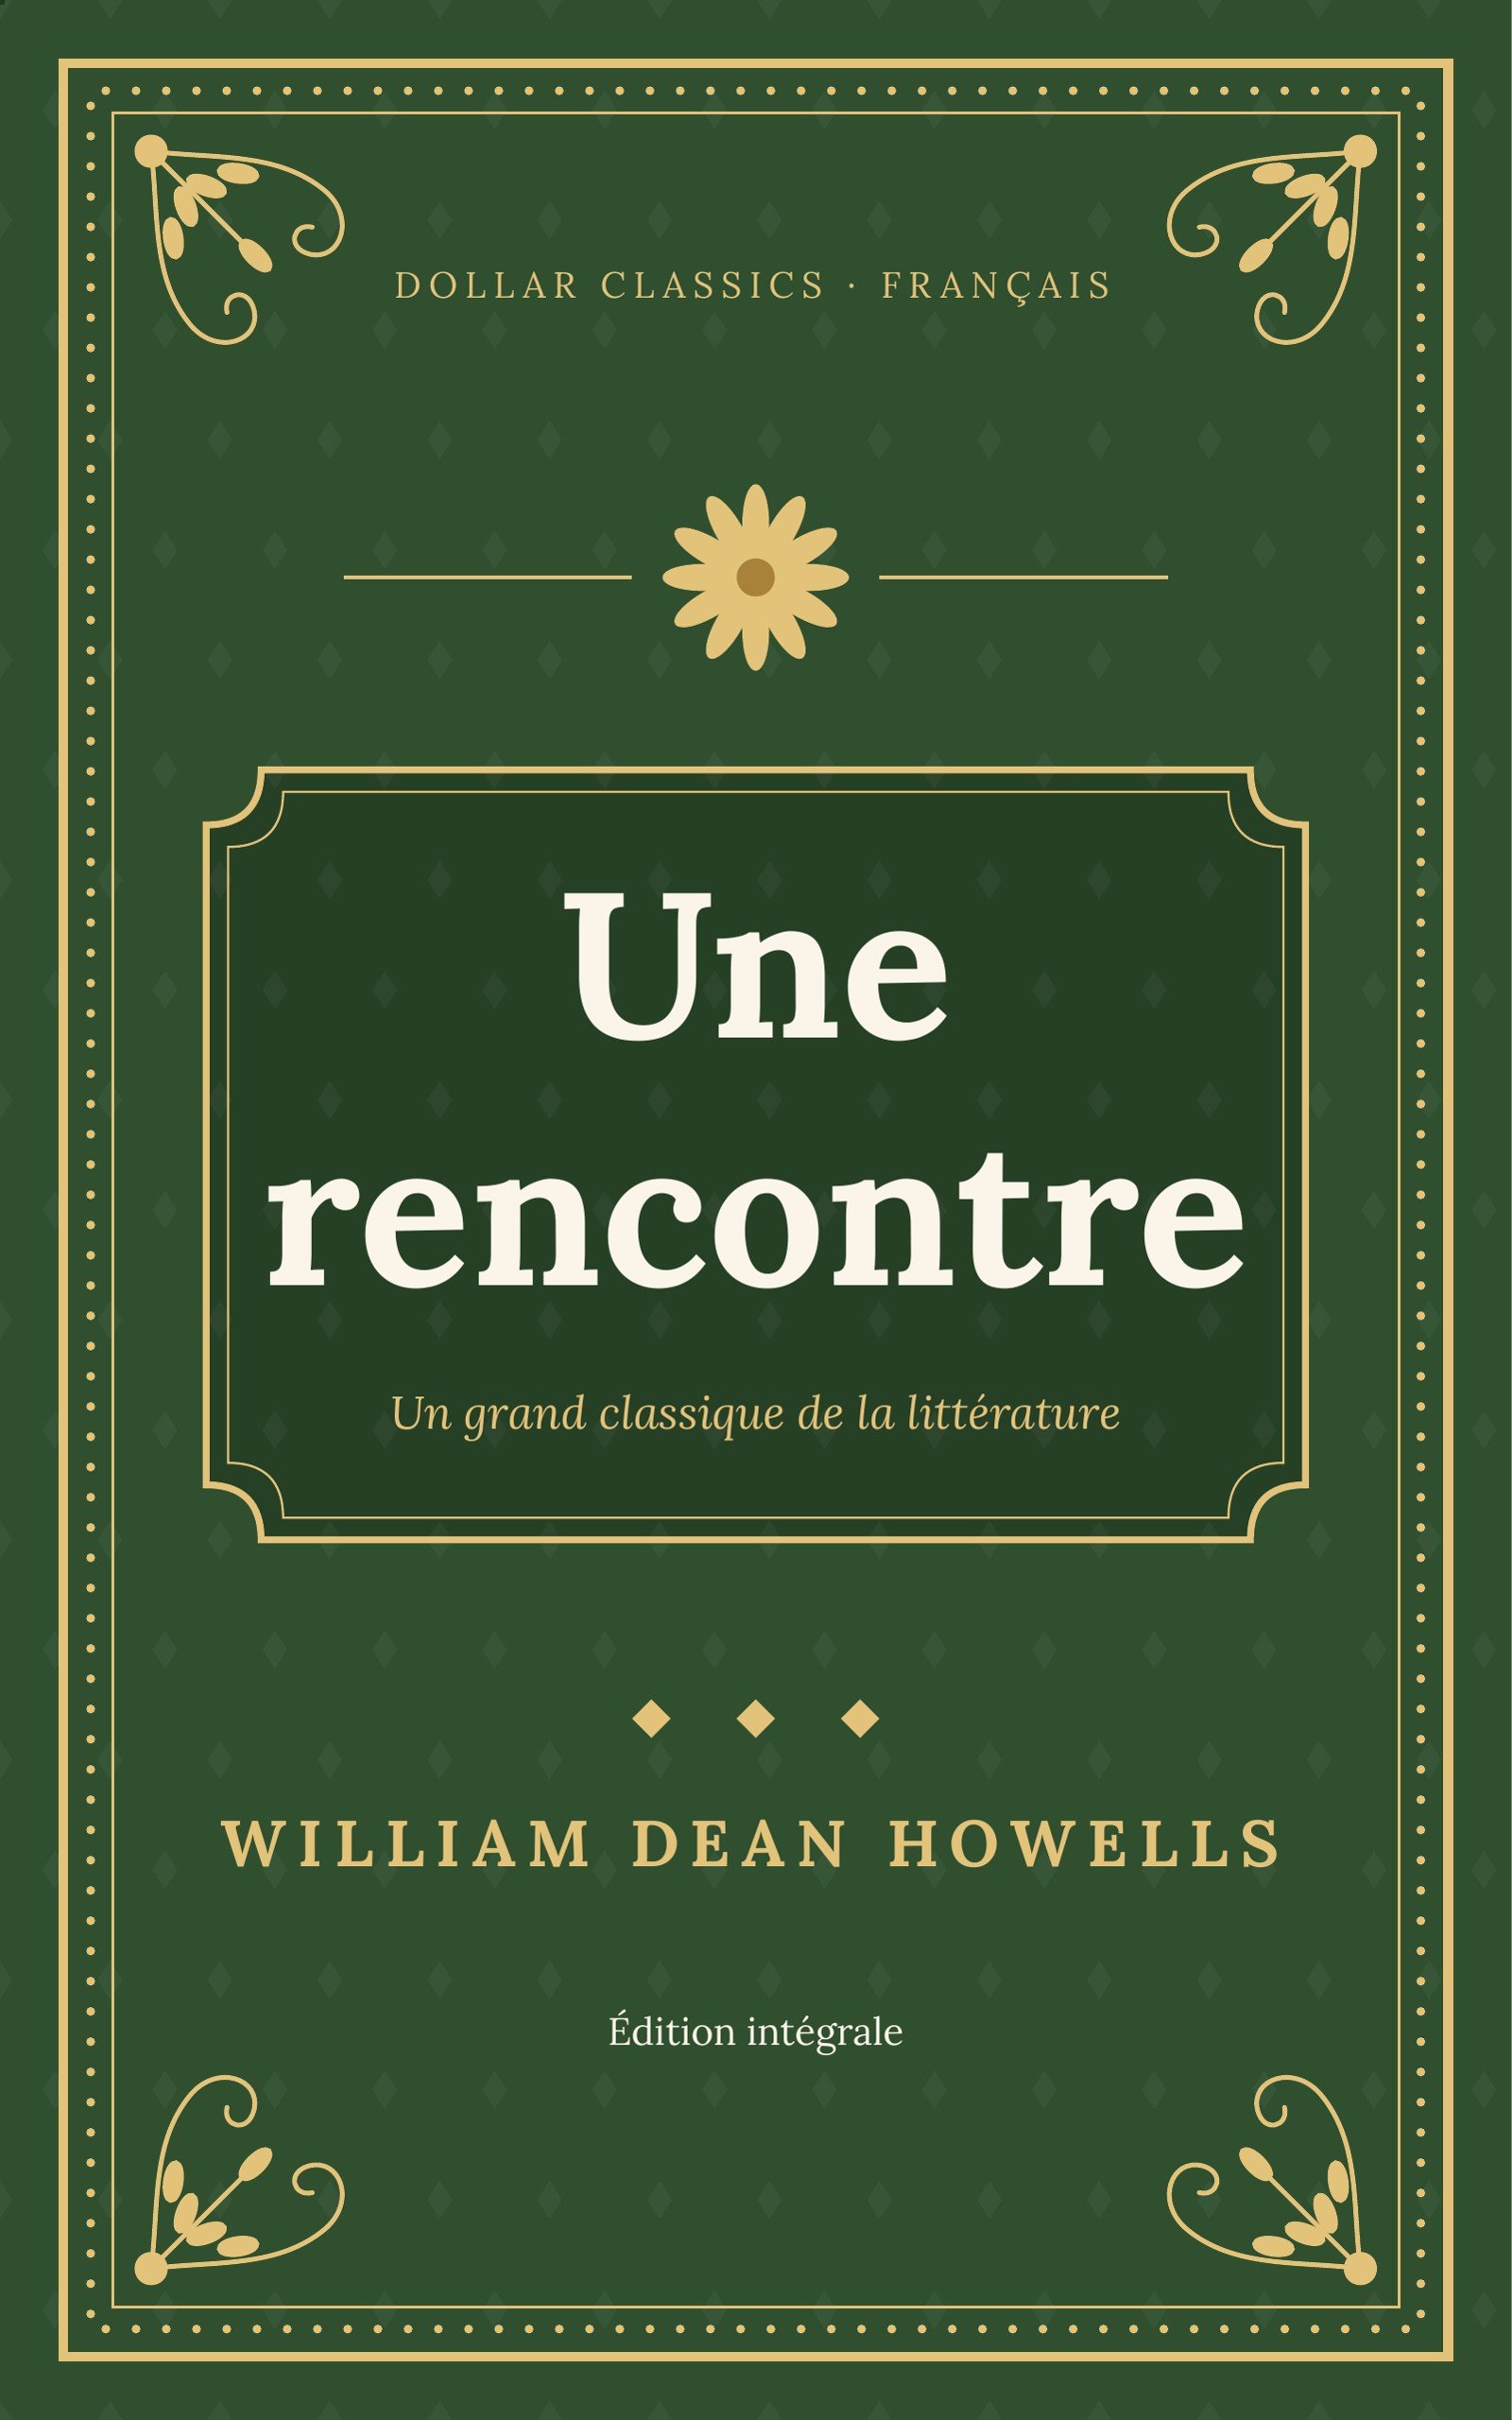 DOLLAR CLASSICS · FRANÇAIS
Une
rencontre
Un grand classique de la littérature
WILLIAM DEAN HOWELLS
Édition intégrale